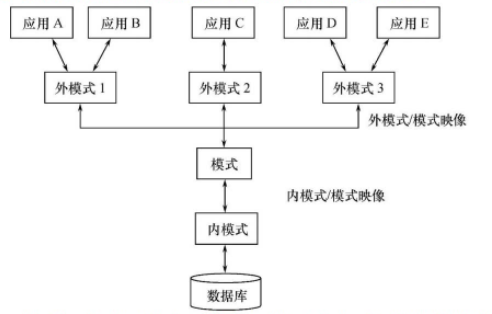 应用 A
应用 B
应用 C
应用 D
应用 E
外模式 1
外模式 2
外模式 3
外模式/模式映像
模式
内模式/模式映像
内模式
数据库